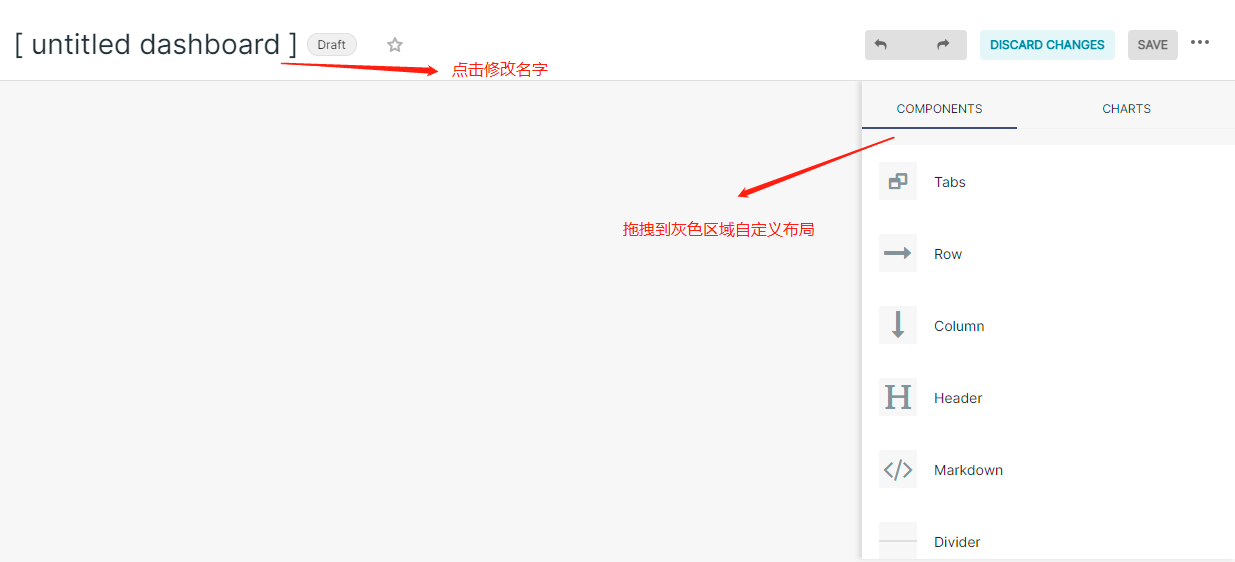 [ untitled dashboard ] Draft
DISCARD CHANGES SAVE
点击修改名字
COMPONENTS CHARTS
Tabs
拖拽到灰色区域自定义布局
Row
Column
H Header
</> Markdown
Divider